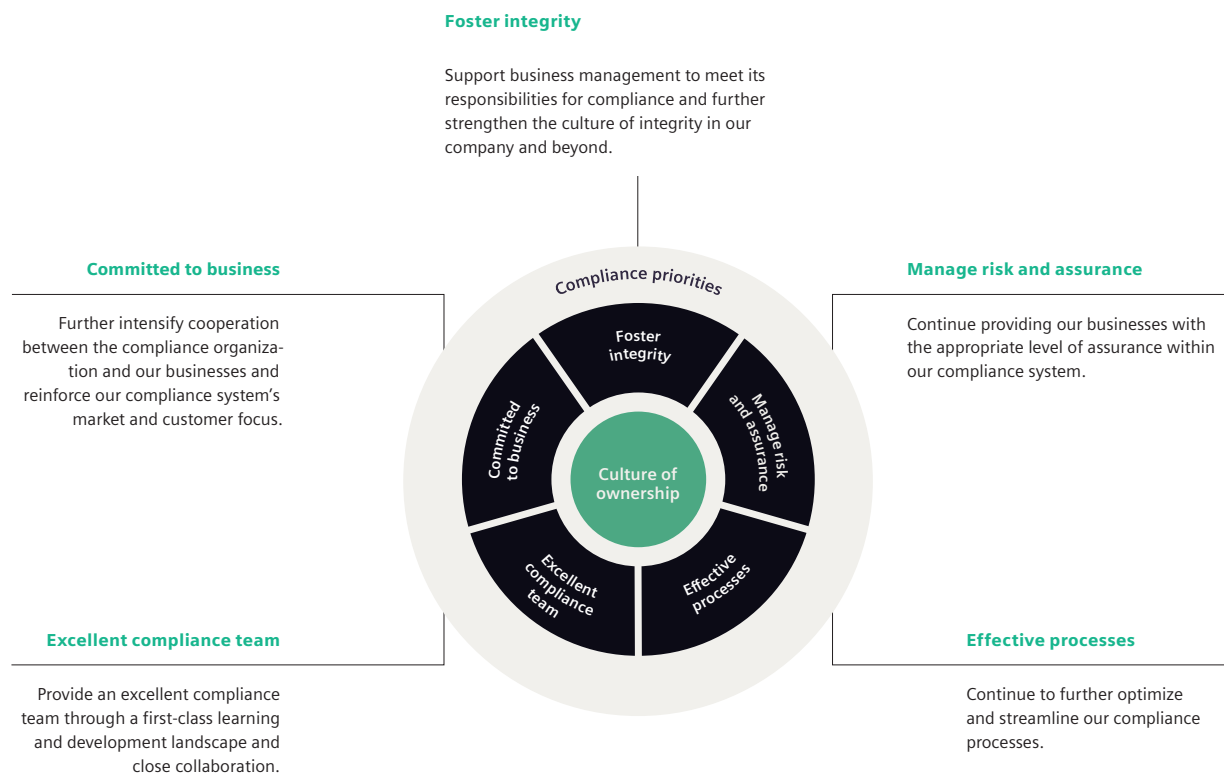 Foster integrity
Support business management to meet its
responsibilities for compliance and further
strengthen the culture of integrity in our
company and beyond.
Committed to business
Further intensify cooperation
between the compliance organiza-
tion and our businesses and
reinforce our compliance system's
market and customer focus.
Manage risk and assurance
Continue providing our businesses with
the appropriate level of assurance within
our compliance system.
Compliance priorities
Foster
integrity
Manage risk
and assurance
Effective
processes
Excellent
compliance
team
Committed
to business
Culture of
ownership
Excellent compliance team
Provide an excellent compliance
team through a first-class learning
and development landscape and
close collaboration.
Effective processes
Continue to further optimize
and streamline our compliance
processes.